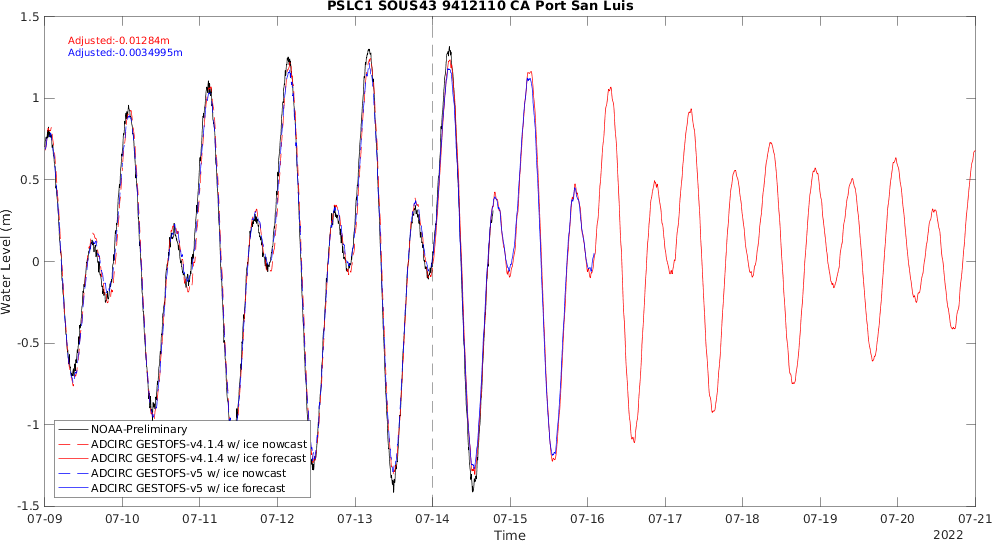 PSLC1 SOUS43 9412110 CA Port San Luis
Adjusted:-0.01284m
Adjusted:-0.0034995m
1.5
1
0.5
0
-0.5
-1
-1.5
Water Level (m)
NOAA-Preliminary
ADCIRC GESTOFS-v4.1.4 w/ ice nowcast
ADCIRC GESTOFS-v4.1.4 w/ ice forecast
ADCIRC GESTOFS-v5 w/ ice nowcast
ADCIRC GESTOFS-v5 w/ ice forecast
07-09 07-10 07-11 07-12 07-13 07-14 07-15 07-16 07-17 07-18 07-19 07-20 07-21
Time
2022